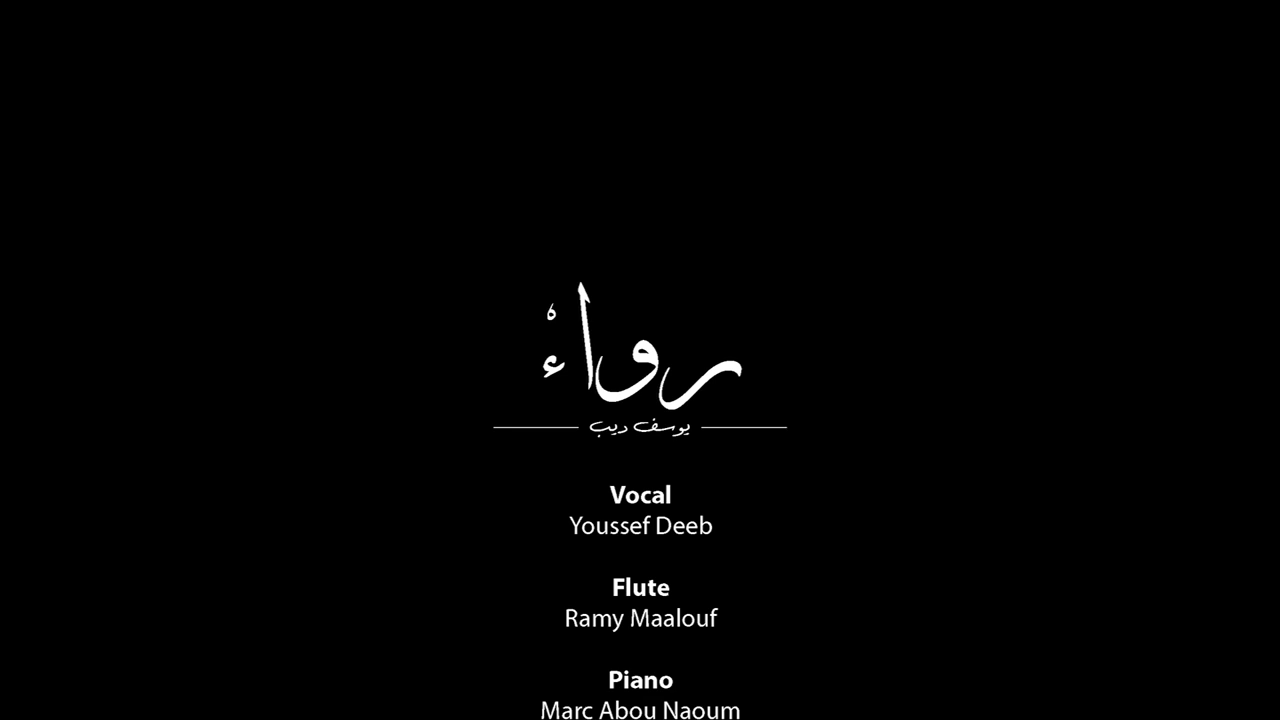 رواء
يوسف ديب
Vocal
Youssef Deeb
Flute
Ramy Maalouf
Piano
Marc Abou Naoum